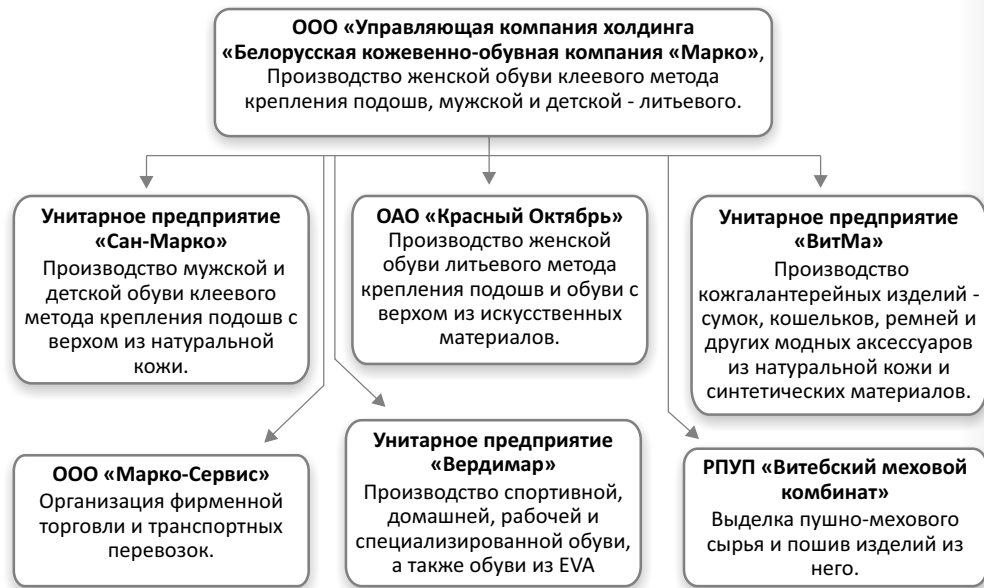 ООО «Управляющая компания холдинга
«Белорусская кожевенно-обувная компания «Марко»,
Производство женской обуви клеевого метода
крепления подошв, мужской и детской - литьевого.
Унитарное предприятие
«Сан-Марко»
Производство мужской и
детской обуви клеевого
метода крепления подошв с
верхом из натуральной
кожи.
ОАО «Красный Октябрь»
Производство женской
обуви литьевого метода
крепления подошв и обуви с
верхом из искусственных
материалов.
Унитарное предприятие
«ВитМа»
Производство
кожгалантерейных изделий -
сумок, кошельков, ремней и
других модных аксессуаров
из натуральной кожи и
синтетических материалов.
ООО «Марко-Сервис»
Организация фирменной
торговли и транспортных
перевозок.
Унитарное предприятие
«Вердимар»
Производство спортивной,
домашней, рабочей и
специализированной обуви,
а также обуви из EVA
РПУП «Витебский меховой
комбинат»
Выделка пушно-мехового
сырья и пошив изделий из
него.